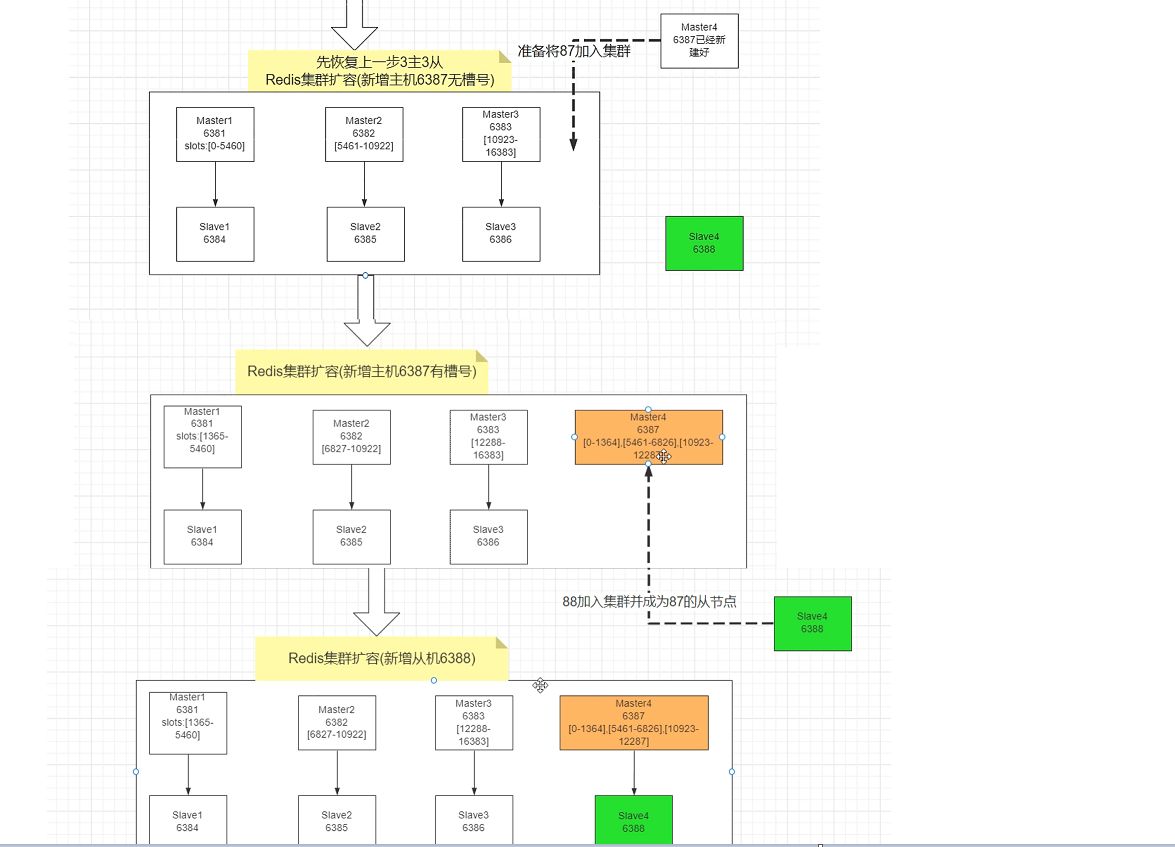 Master4
6387已经新
建好
准备将87加入集群
先恢复上一步3主3从
Redis集群扩容(新增主机6387无槽号)
Master1
6381
slots:[0-5460]
Master2
6382
[5461-10922]
Master3
6383
[10923-
16383]
Slave1
6384
Slave2
6385
Slave3
6386
Slave4
6388
Redis集群扩容(新增主机6387有槽号)
Master1
6381
slots:[1365-
5460]
Master2
6382
[6827-10922]
Master3
6383
[12288-
16383]
Master4
6387
[0-1364],[5461-6826],[10923-
12287]
Slave1
6384
Slave2
6385
Slave3
6386
88加入集群并成为87的从节点
Slave4
6388
Redis集群扩容(新增从机6388)
Master1
6381
slots:[1365-
5460]
Master2
6382
[6827-10922]
Master3
6383
[12288-
16383]
Master4
6387
[0-1364],[5461-6826],[10923-
12287]
Slave1
6384
Slave2
6385
Slave3
6386
Slave4
6388